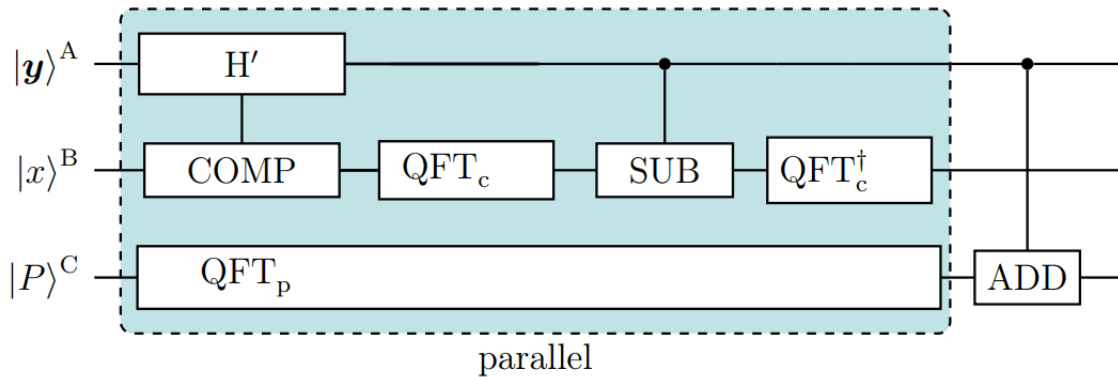 |y⟩^A H′
|x⟩^B COMP QFT_c SUB QFT_c^†
|P⟩^C QFT_p ADD
parallel